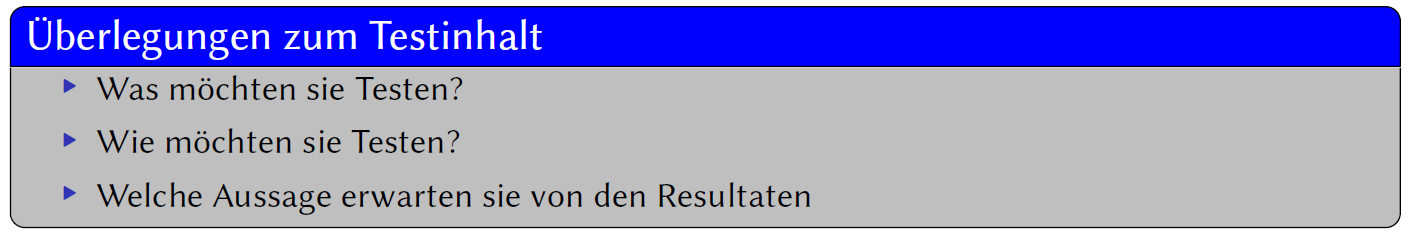 Überlegungen zum Testinhalt
Was möchten sie Testen?
Wie möchten sie Testen?
Welche Aussage erwarten sie von den Resultaten